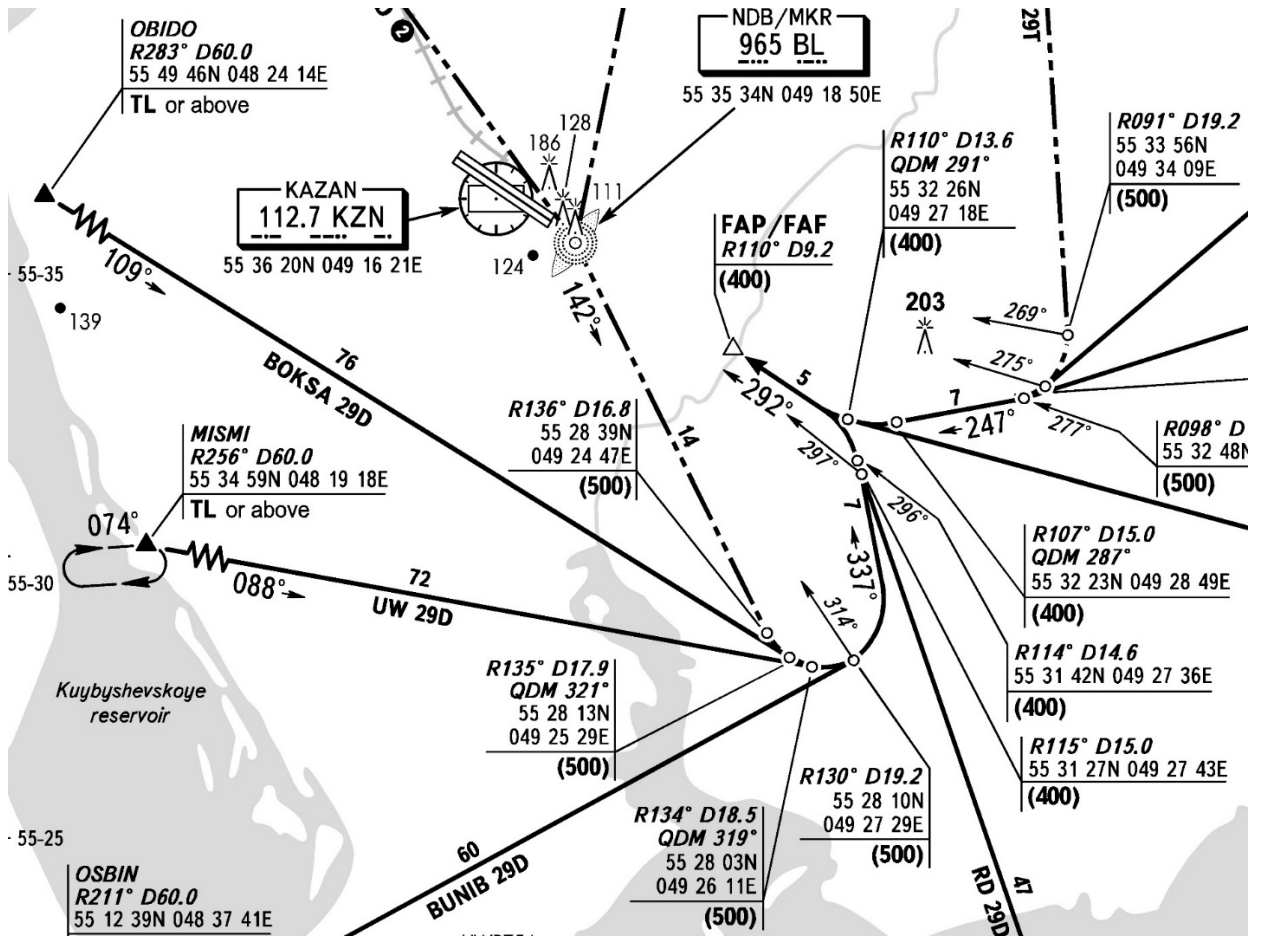 OBIDO
R283° D60.0
55 49 46N 048 24 14E
TL or above
2
NDB/MKR
965 BL
55 35 34N 049 18 50E
29T
R091° D19.2
55 33 56N
049 34 09E
(500)
R110° D13.6
QDM 291°
55 32 26N
049 27 18E
(400)
128
186
111
KAZAN
112.7 KZN
55 36 20N 049 16 21E
124
FAP/FAF
R110° D9.2
(400)
55-35
109°
139
142°
203
269°
275°
76
BOKSA 29D
5
292°
7
247°
277°
R136° D16.8
55 28 39N
049 24 47E
(500)
14
297°
296°
R098° D
55 32 48N
(500)
MISMI
R256° D60.0
55 34 59N 048 19 18E
TL or above
074°
7
337°
R107° D15.0
QDM 287°
55 32 23N 049 28 49E
(400)
55-30
088°
72
UW 29D
314°
R114° D14.6
55 31 42N 049 27 36E
(400)
Kuybyshevskoye
reservoir
R135° D17.9
QDM 321°
55 28 13N
049 25 29E
(500)
R115° D15.0
55 31 27N 049 27 43E
(400)
R130° D19.2
55 28 10N
049 27 29E
(500)
R134° D18.5
QDM 319°
55 28 03N
049 26 11E
(500)
55-25
60
BUNIB 29D
47
RD 29D
OSBIN
R211° D60.0
55 12 39N 048 37 41E